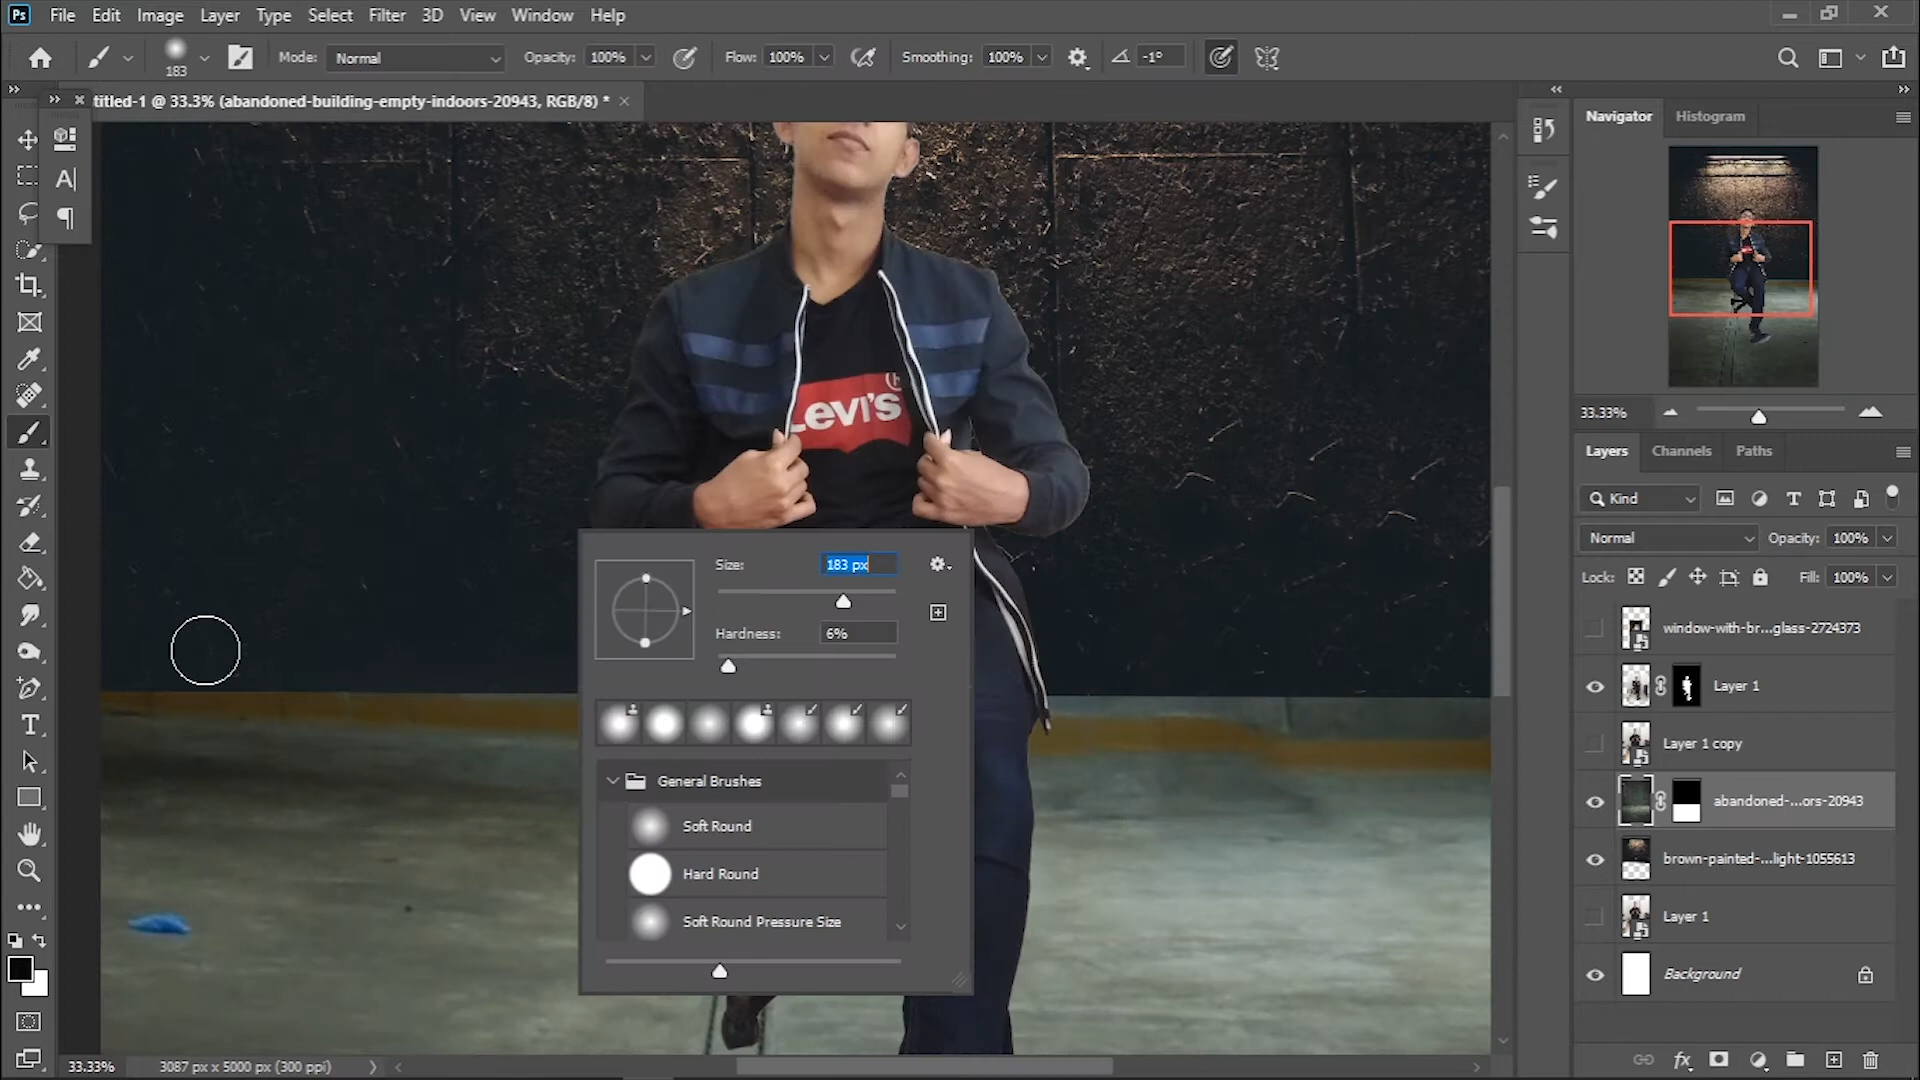 Ps File Edit Image Layer Type Select Filter 3D View Window Help
183 Mode: Normal Opacity: 100% Flow: 100% Smoothing: 100% -1°
titled-1 @ 33.3% (abandoned-building-empty-indoors-20943, RGB/8) *
Navigator Histogram
33.33%
Layers Channels Paths
Kind
Normal Opacity: 100%
Lock: Fill: 100%
window-with-br...glass-2724373
Layer 1
Layer 1 copy
abandoned-...ors-20943
brown-painted-...light-1055613
Layer 1
Background
Levi's
Size: 183 px
Hardness: 6%
General Brushes
Soft Round
Hard Round
Soft Round Pressure Size
33.33% 3087 px x 5000 px (300 ppi)